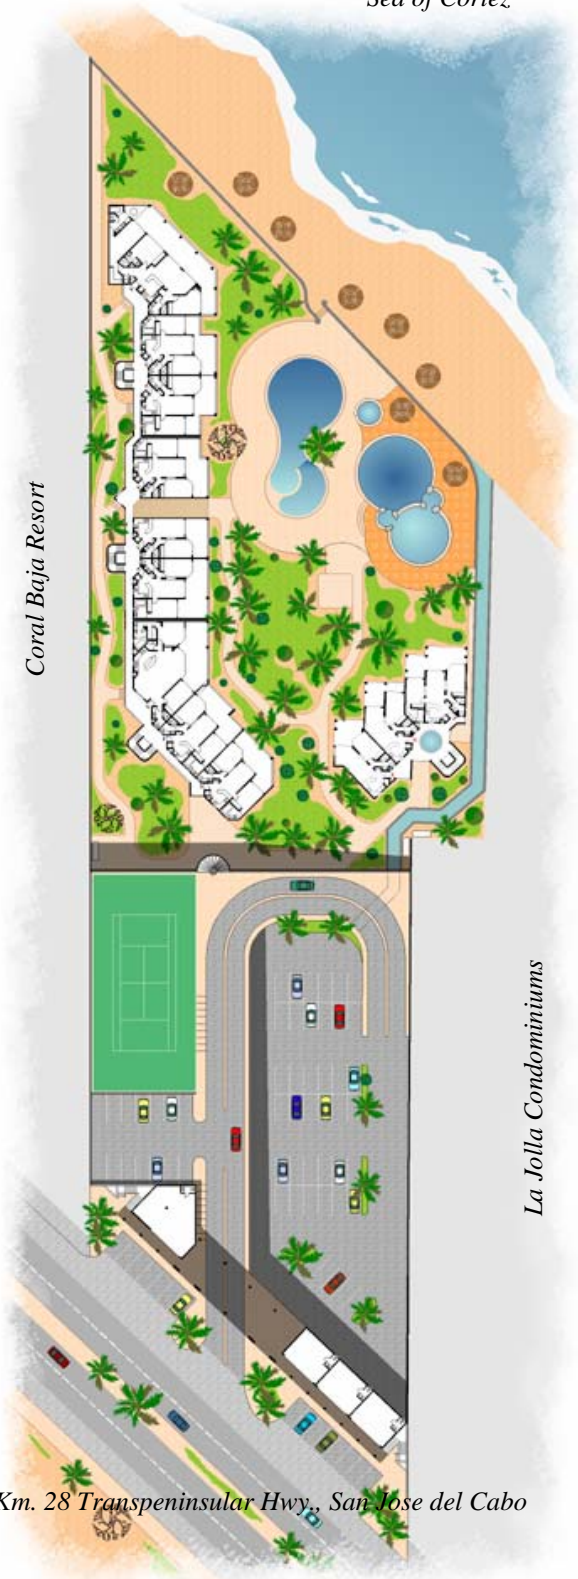 Sea of Cortez
Coral Baja Resort
La Jolla Condominiums
Km. 28 Transpeninsular Hwy., San Jose del Cabo